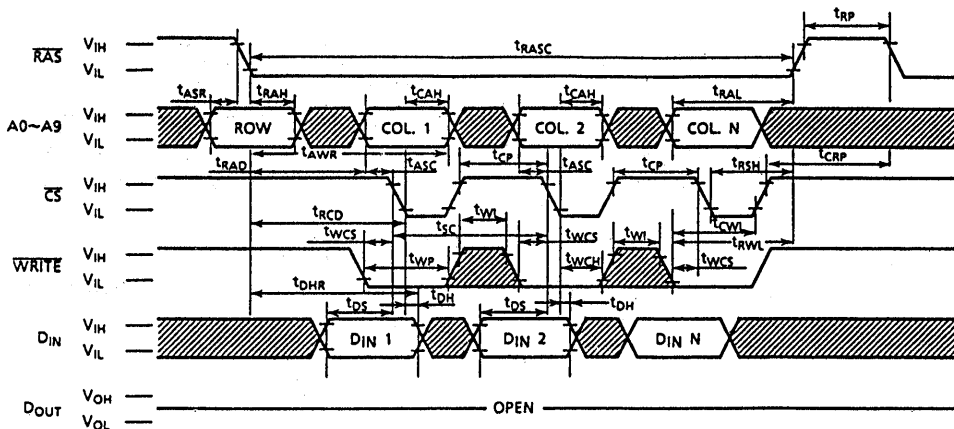 tRP
RAS VIH VIL tRASC
tASR tRAH tCAH tCAH tRAL
A0~A9 VIH VIL ROW COL. 1 COL. 2 COL. N
tAWR tCP tCP tCRP
tRAD tASC tASC tRSH
CS VIH VIL
tRCD tWI tCWL
tWCS tSC tWCS tWI tRWL
WRITE VIH VIL tWP tWCH tWCS
tDHR tDS tDH tDS tDH
DIN VIH VIL DIN 1 DIN 2 DIN N
DOUT VOH VOL OPEN